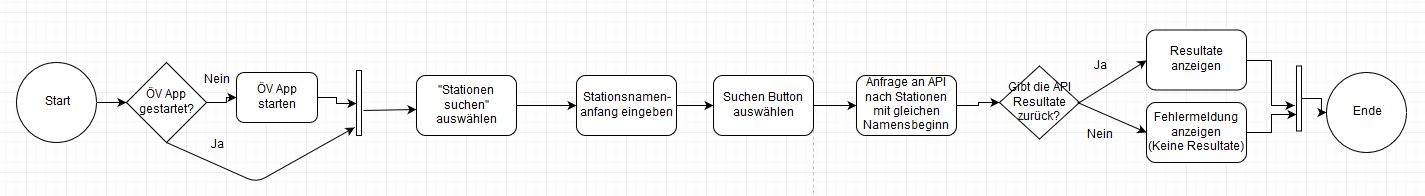 Start
ÖV App
gestartet?
Nein
Ja
ÖV App
starten
"Stationen
suchen"
auswählen
Stationsnamen-
anfang eingeben
Suchen Button
auswählen
Anfrage an API
nach Stationen
mit gleichen
Namensbeginn
Gibt die API
Resultate
zurück?
Ja
Nein
Resultate
anzeigen
Fehlermeldung
anzeigen
(Keine Resultate)
Ende